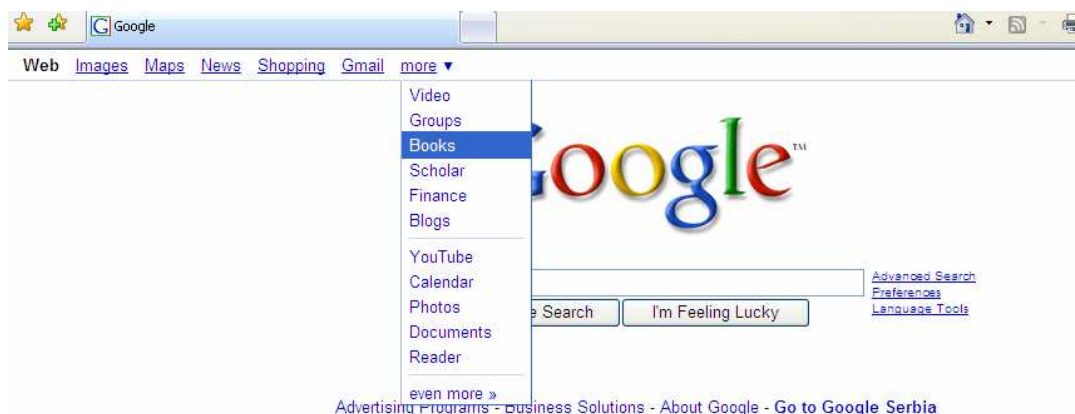 Google
Web Images Maps News Shopping Gmail more ▼
Video
Groups
Books
Scholar
Finance
Blogs
YouTube
Calendar
Photos
Documents
Reader
even more »
Google TM
Advanced Search
Preferences
Language Tools
Search I'm Feeling Lucky
Advertising Programs - Business Solutions - About Google - Go to Google Serbia